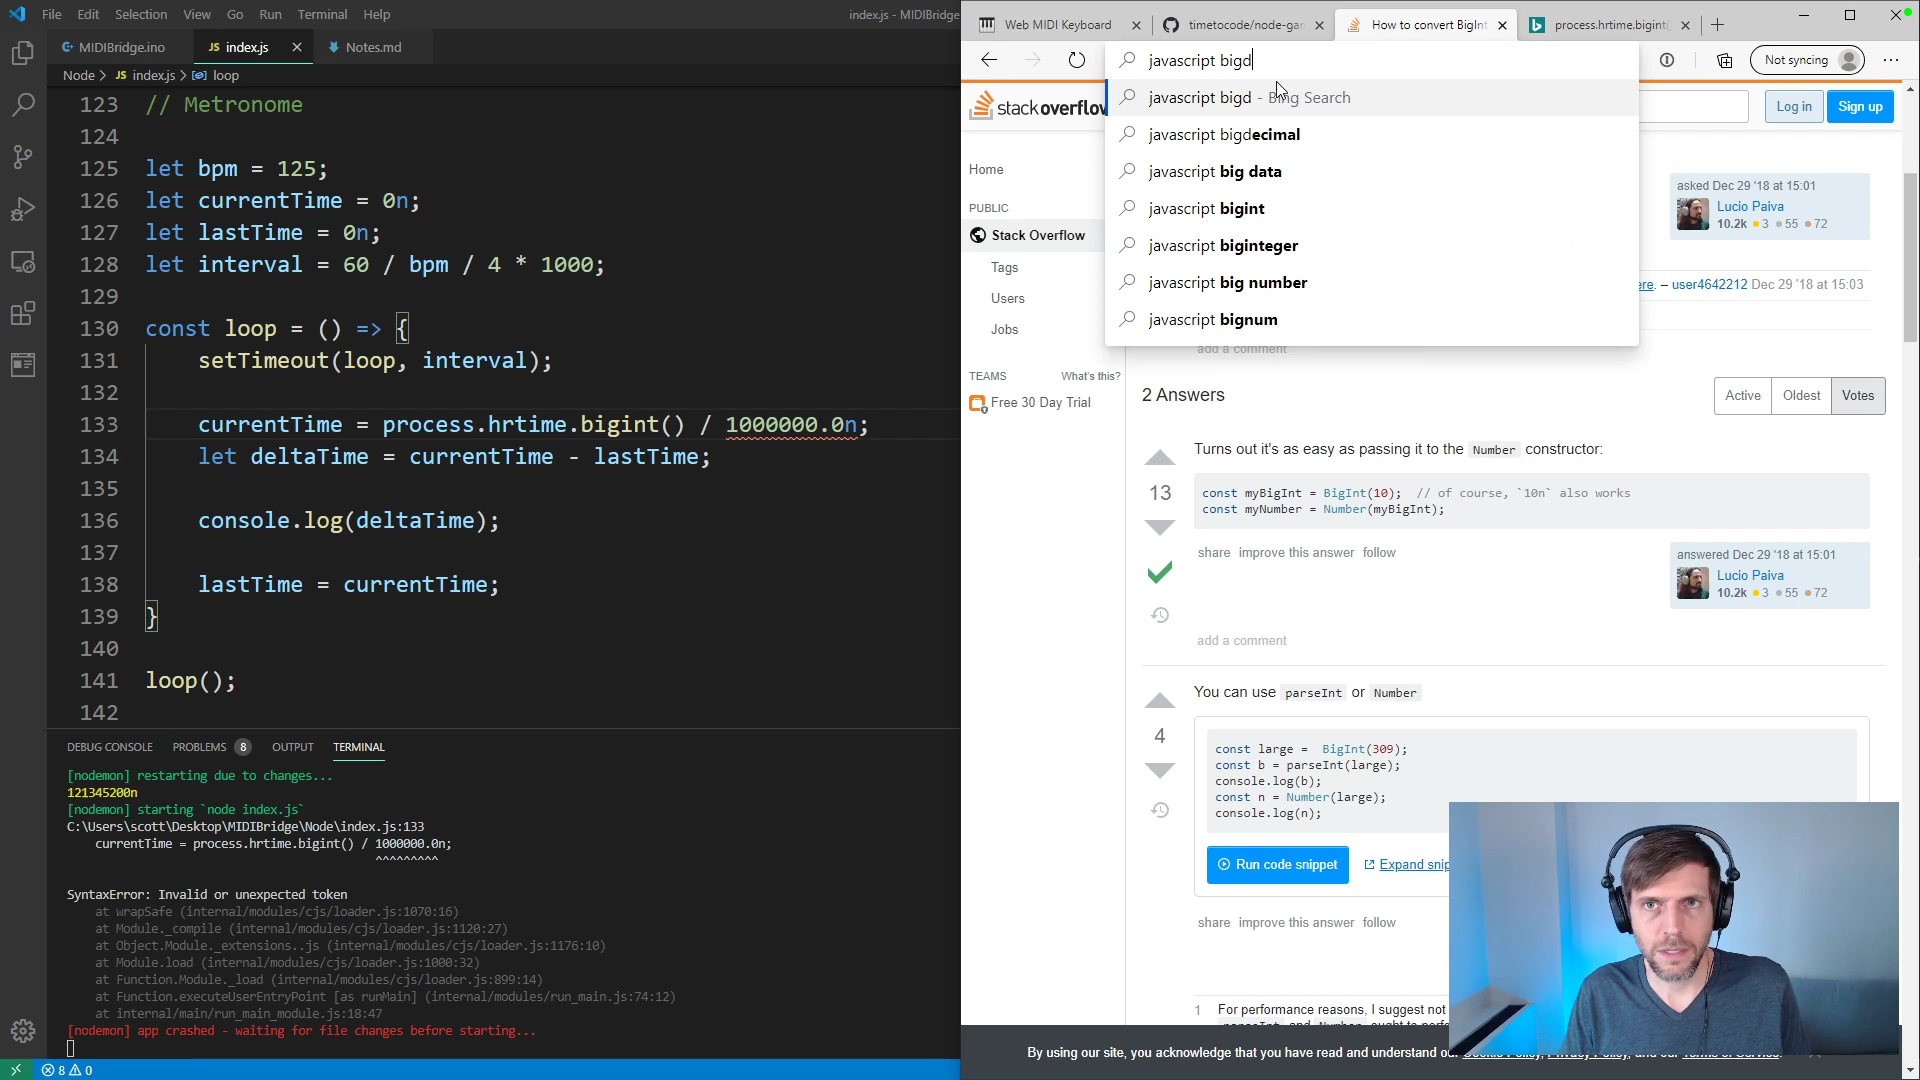 File Edit Selection View Go Run Terminal Help index.js - MIDIBridge
MIDIBridge.ino JS index.js Notes.md
Node > JS index.js > loop
123 // Metronome
124
125 let bpm = 125;
126 let currentTime = 0n;
127 let lastTime = 0n;
128 let interval = 60 / bpm / 4 * 1000;
129
130 const loop = () => {
131 setTimeout(loop, interval);
132
133 currentTime = process.hrtime.bigint() / 1000000.0n;
134 let deltaTime = currentTime - lastTime;
135
136 console.log(deltaTime);
137
138 lastTime = currentTime;
139 }
140
141 loop();
142
DEBUG CONSOLE PROBLEMS 8 OUTPUT TERMINAL
[nodemon] restarting due to changes...
121345200n
[nodemon] starting `node index.js`
C:\Users\scott\Desktop\MIDIBridge\Node\index.js:133
currentTime = process.hrtime.bigint() / 1000000.0n;
^^^^^^^^^
SyntaxError: Invalid or unexpected token
at wrapSafe (internal/modules/cjs/loader.js:1070:16)
at Module._compile (internal/modules/cjs/loader.js:1120:27)
at Object.Module._extensions..js (internal/modules/cjs/loader.js:1176:10)
at Module.load (internal/modules/cjs/loader.js:1000:32)
at Function.Module._load (internal/modules/cjs/loader.js:899:14)
at Function.executeUserEntryPoint [as runMain] (internal/modules/run_main.js:74:12)
at internal/main/run_main_module.js:18:47
[nodemon] app crashed - waiting for file changes before starting...
8 0
Web MIDI Keyboard timetocode/node-gam How to convert BigInt process.hrtime.bigint(
javascript bigd
Not syncing
javascript bigd - Bing Search
javascript bigdecimal
javascript big data
javascript bigint
javascript biginteger
javascript big number
javascript bignum
stackoverflow
Log in Sign up
Home
PUBLIC
Stack Overflow
Tags
Users
Jobs
TEAMS What's this?
Free 30 Day Trial
asked Dec 29 '18 at 15:01
Lucio Paiva
10.2k 3 55 72
ere. – user4642212 Dec 29 '18 at 15:03
add a comment
2 Answers
Active Oldest Votes
Turns out it's as easy as passing it to the Number constructor:
13
const myBigInt = BigInt(10); // of course, `10n` also works
const myNumber = Number(myBigInt);
share improve this answer follow
answered Dec 29 '18 at 15:01
Lucio Paiva
10.2k 3 55 72
add a comment
You can use parseInt or Number
4
const large = BigInt(309);
const b = parseInt(large);
console.log(b);
const n = Number(large);
console.log(n);
Run code snippet Expand snip
share improve this answer follow
1 For performance reasons, I suggest not
By using our site, you acknowledge that you have read and understand ou